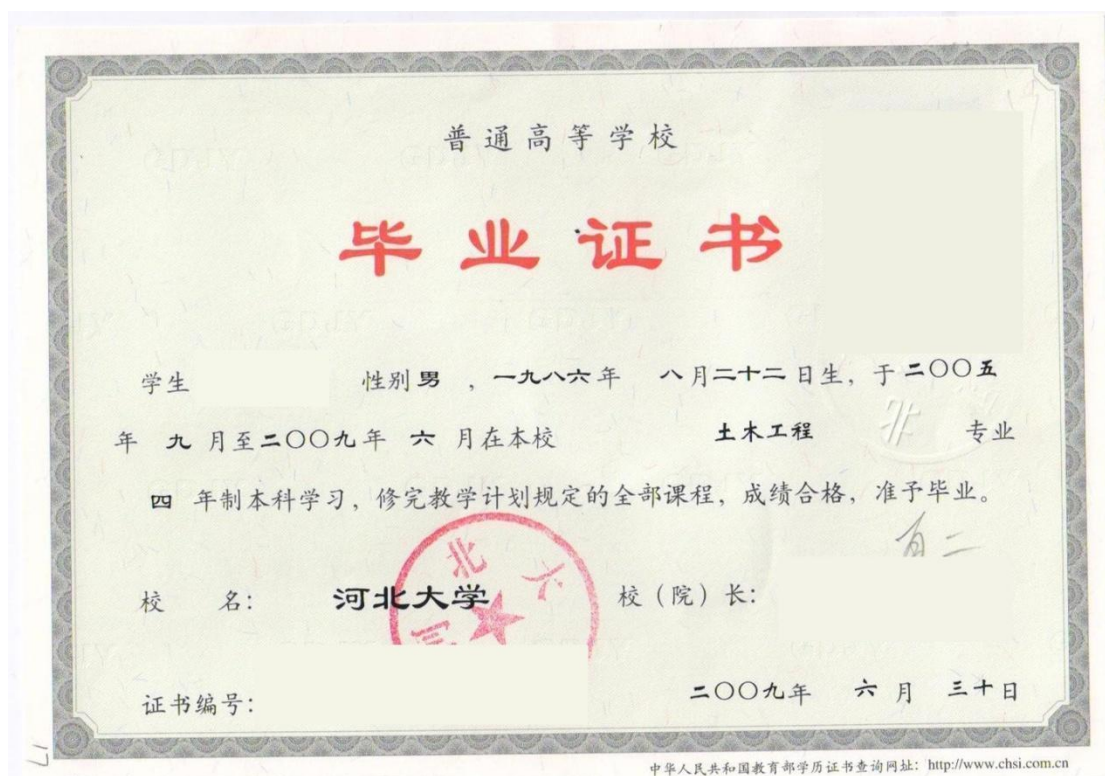 普通高等学校
毕业证书
学生 性别男 ,一九八六年 八月二十二日生,于二〇〇五
年 九 月至二〇〇九年 六 月在本校 土木工程 专业
四 年制本科学习,修完教学计划规定的全部课程,成绩合格,准予毕业。
校 名: 河北大学 校(院)长:
证书编号:
二〇〇九年 六 月 三十日
中华人民共和国教育部学历证书查询网址:http://www.chsi.com.cn